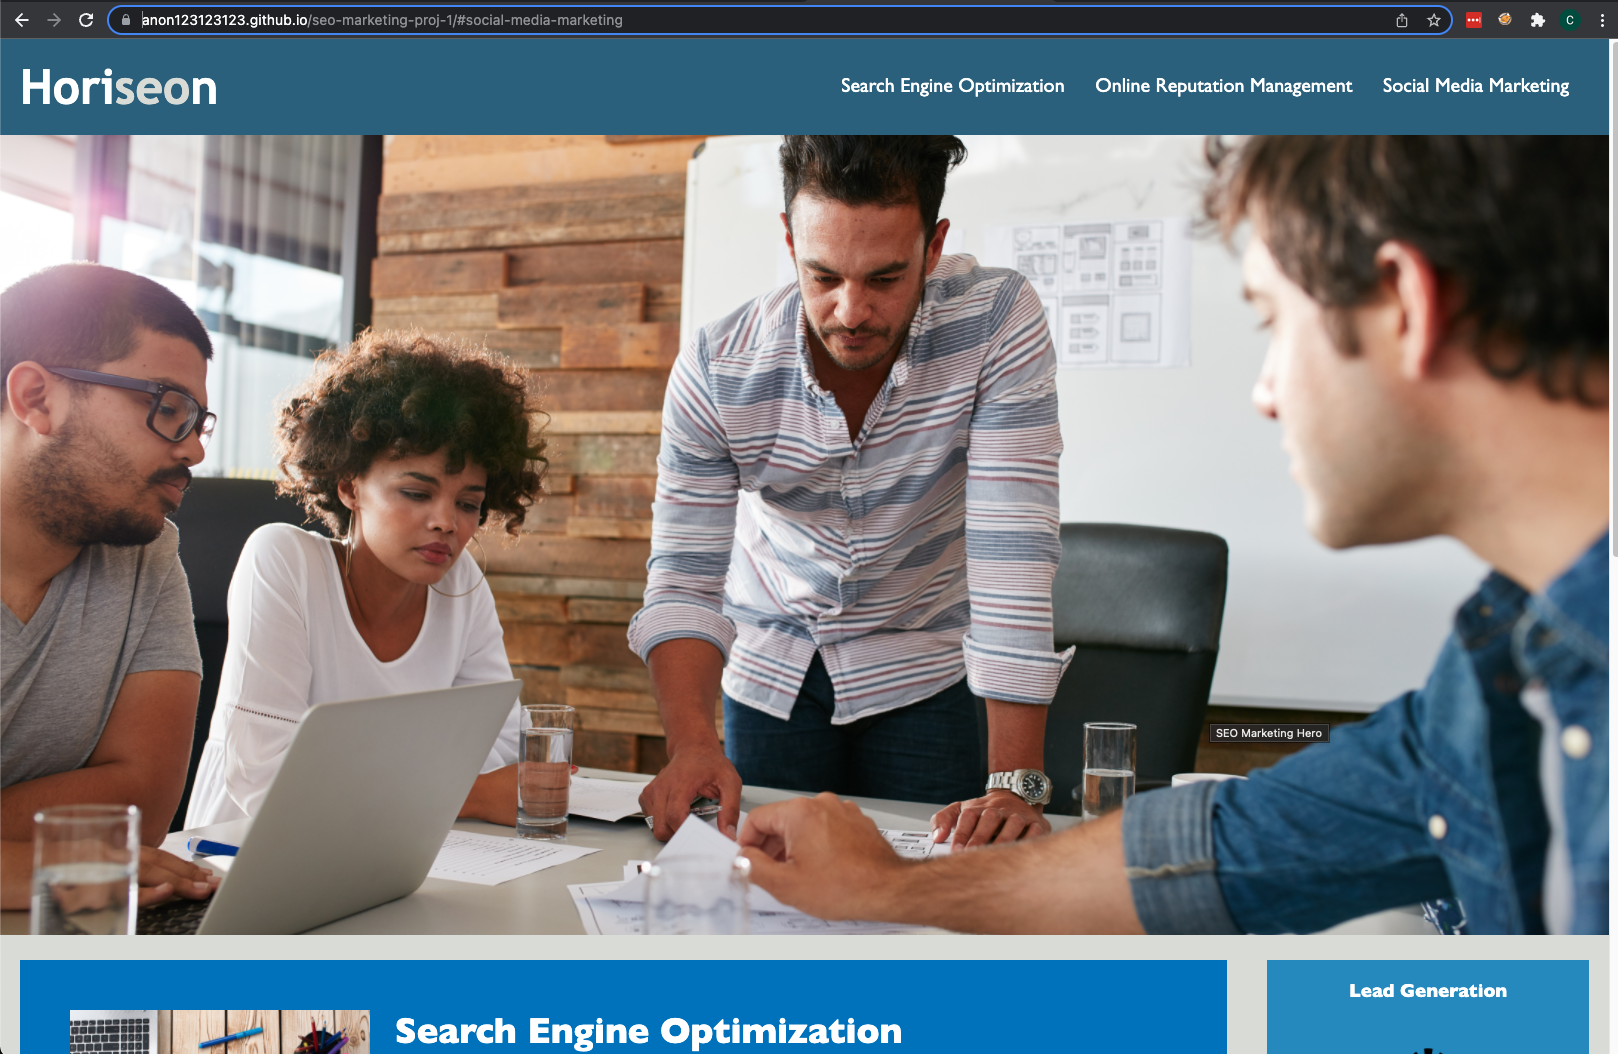 anon123123123.github.io/seo-marketing-proj-1/#social-media-marketing
C
Horiseon
Search Engine Optimization Online Reputation Management Social Media Marketing
SEO Marketing Hero
Lead Generation
Search Engine Optimization